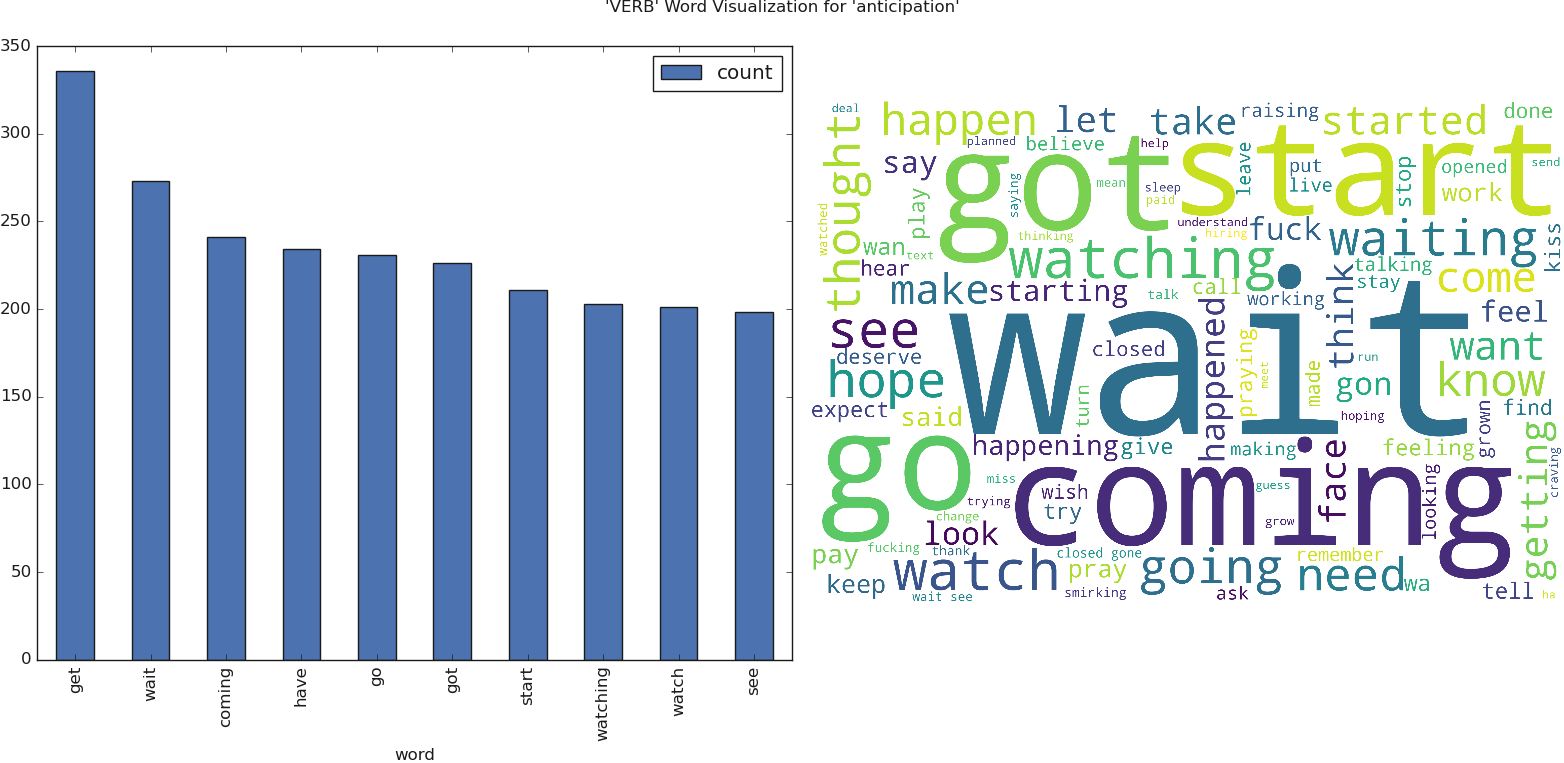 'VERB' Word Visualization for 'anticipation'
350
300
250
200
150
100
50
0
count
get
wait
coming
have
go
got
start
watching
watch
see
word
deal
happen
let
take
raising
started
done
thought
say
planned
believe
help
got
start
leave
put
live
stop
opened
send
work
watched
play
saying
mean
sleep
paid
understand
hiring
fuck
waiting
kiss
wan
text
thinking
hear
watching
talking
stay
come
make
starting
talk
call
working
think
feel
see
deserve
wait
closed
happened
praying
meet
made
run
want
hope
know
gon
expect
said
turn
hoping
grown
find
go
happening
give
making
feeling
getting
craving
miss
coming
guess
face
looking
trying
wish
try
change
grow
look
pay
fucking
thank
closed gone
remember
keep
watch
wait see
pray
smirking
going
ask
need
wa
tell
ha